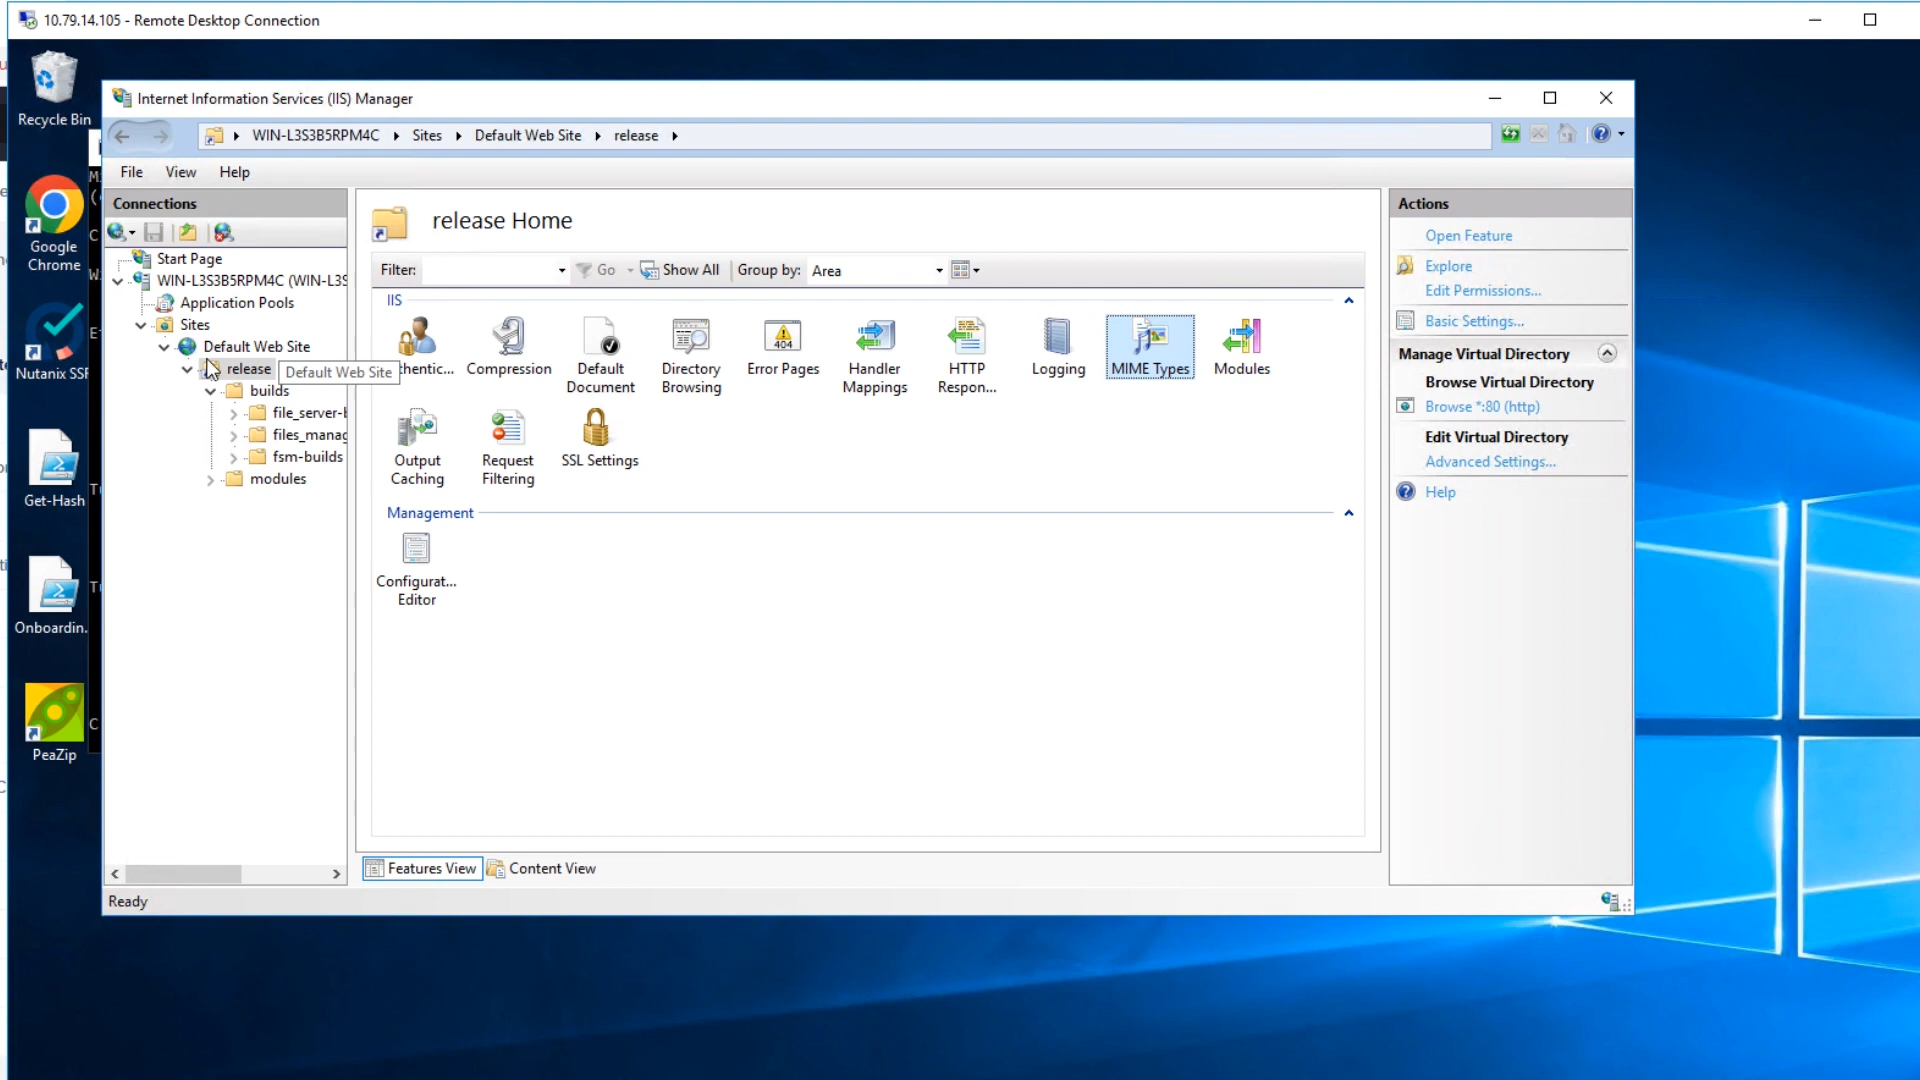 10.79.14.105 - Remote Desktop Connection
Recycle Bin
Google
Chrome
Nutanix SSP
Get-Hash
Onboardin...
PeaZip
Internet Information Services (IIS) Manager
WIN-L3S3B5RPM4C Sites Default Web Site release
File View Help
Connections
Start Page
WIN-L3S3B5RPM4C (WIN-L3S
Application Pools
Sites
Default Web Site
release
Default Web Site
builds
file_server-b
files_manag
fsm-builds
modules
release Home
Filter: Go Show All Group by: Area
IIS
thentic... Compression Default Document Directory Browsing Error Pages Handler Mappings HTTP Respon... Logging MIME Types Modules
404
Output Caching Request Filtering SSL Settings
Management
Configurat...
Editor
Features View Content View
Ready
Actions
Open Feature
Explore
Edit Permissions...
Basic Settings...
Manage Virtual Directory
Browse Virtual Directory
Browse *:80 (http)
Edit Virtual Directory
Advanced Settings...
Help